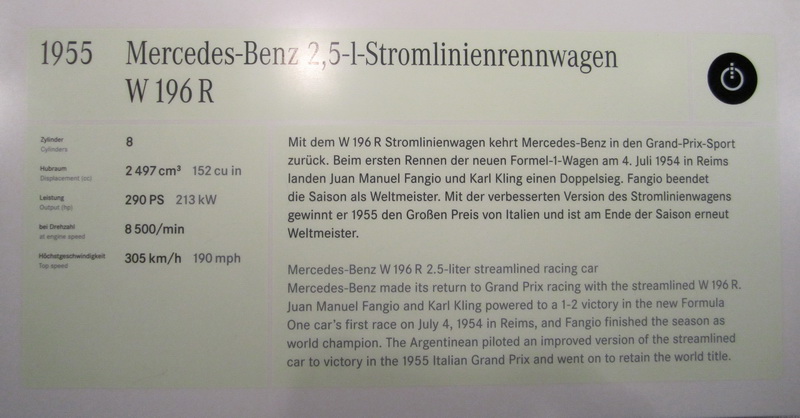 1955 Mercedes-Benz 2,5-l-Stromlinienrennwagen
W 196 R
Zylinder
Cylinders
8
Hubraum
Displacement (cc)
2 497 cm³ 152 cu in
Leistung
Output (hp)
290 PS 213 kW
bei Drehzahl
at engine speed
8 500/min
Höchstgeschwindigkeit
Top speed
305 km/h 190 mph
Mit dem W 196 R Stromlinienwagen kehrt Mercedes-Benz in den Grand-Prix-Sport
zurück. Beim ersten Rennen der neuen Formel-1-Wagen am 4. Juli 1954 in Reims
landen Juan Manuel Fangio und Karl Kling einen Doppelsieg. Fangio beendet
die Saison als Weltmeister. Mit der verbesserten Version des Stromlinienwagens
gewinnt er 1955 den Großen Preis von Italien und ist am Ende der Saison erneut
Weltmeister.
Mercedes-Benz W 196 R 2.5-liter streamlined racing car
Mercedes-Benz made its return to Grand Prix racing with the streamlined W 196 R.
Juan Manuel Fangio and Karl Kling powered to a 1-2 victory in the new Formula
One car's first race on July 4, 1954 in Reims, and Fangio finished the season as
world champion. The Argentinean piloted an improved version of the streamlined
car to victory in the 1955 Italian Grand Prix and went on to retain the world title.